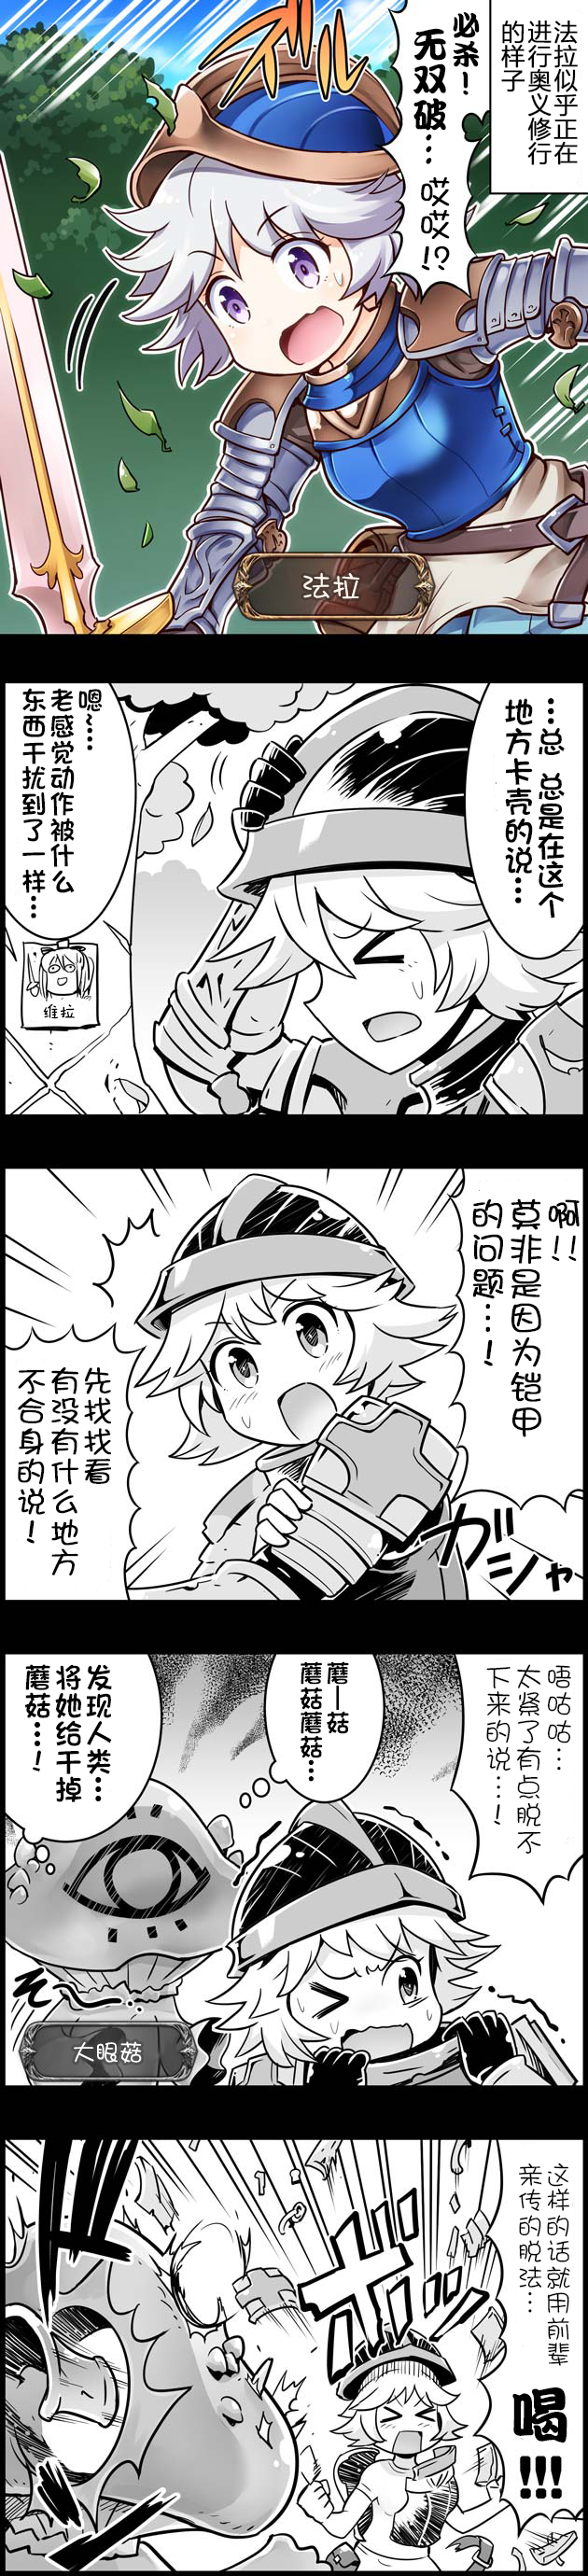 法拉似乎正在
进行奥义修行
的样子
必杀！
无双破…
哎哎!?
ズルッ
法拉
…总 总是在这个
地方卡壳的说…
嗯~…
老感觉动作被什么
东西干扰到了一样…
维拉
啊!!
莫非是因为铠甲
的问题…！
先找找看
有没有什么地方
不合身的说！
ガシャ
唔咕咕…
太紧了有点脱不
下来的说…！
蘑—菇
蘑菇蘑菇…
发现人类…
将她给干掉
蘑菇…！
大眼菇
这样的话就用前辈
亲传的脱法…
喝!!!
ボッ